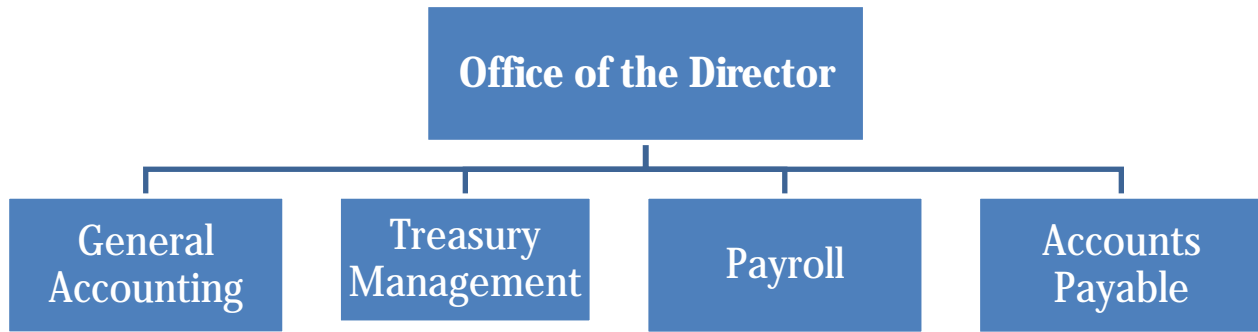 Office of the Director
General
Accounting
Treasury
Management
Payroll
Accounts
Payable